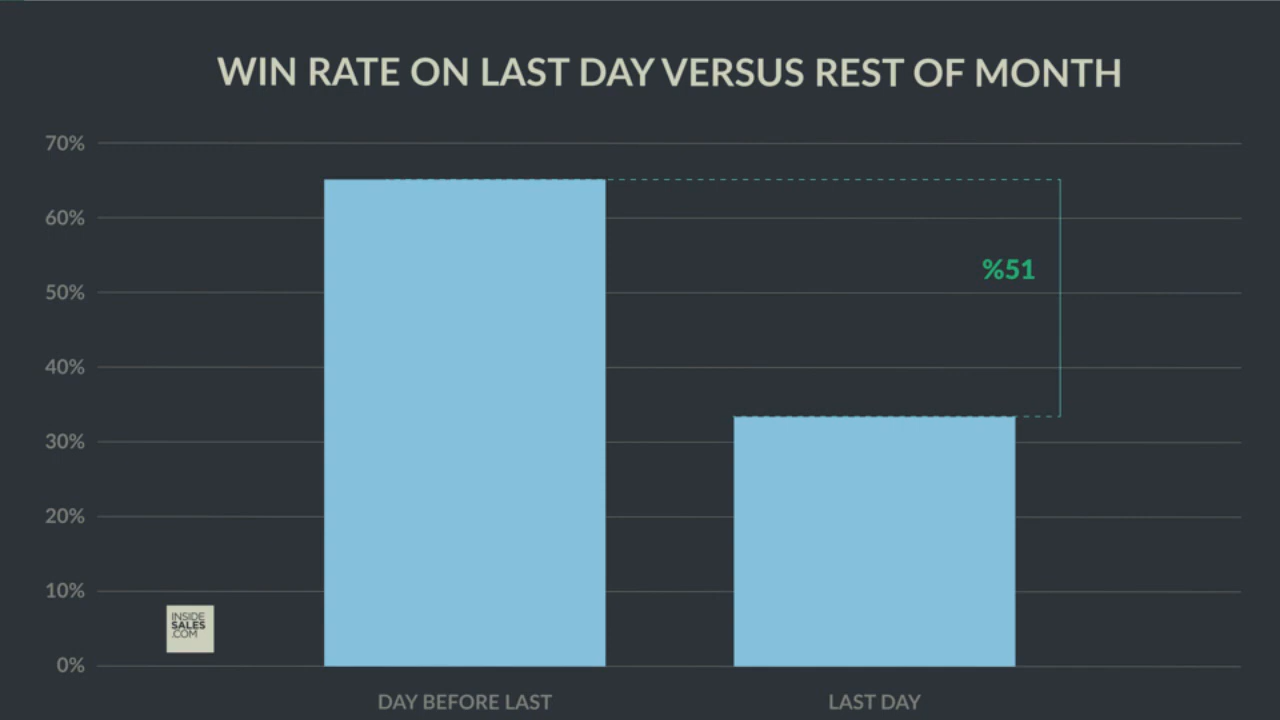 WIN RATE ON LAST DAY VERSUS REST OF MONTH
70%
60%
%51
50%
40%
30%
20%
10%
INSIDE
SALES
.COM
0%
DAY BEFORE LAST
LAST DAY